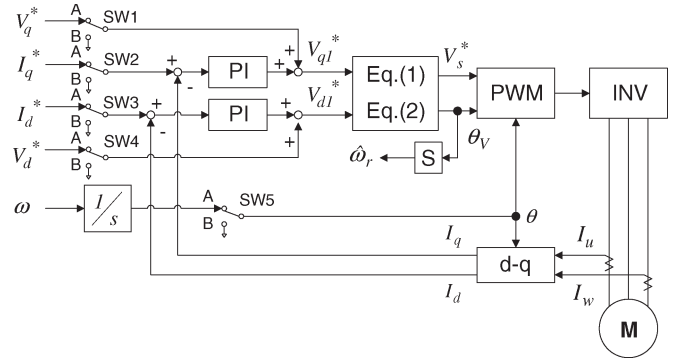 V_q^* A SW1
B
I_q^* A SW2 + PI + + V_q1^* Eq.(1) V_s^* PWM INV
B -
I_d^* A SW3 + PI + V_d1^* Eq.(2) θ_V
B - +
V_d^* A SW4 ω̂_r S
B
ω 1/s A SW5 θ
B
I_q d-q I_u
I_d I_w
M